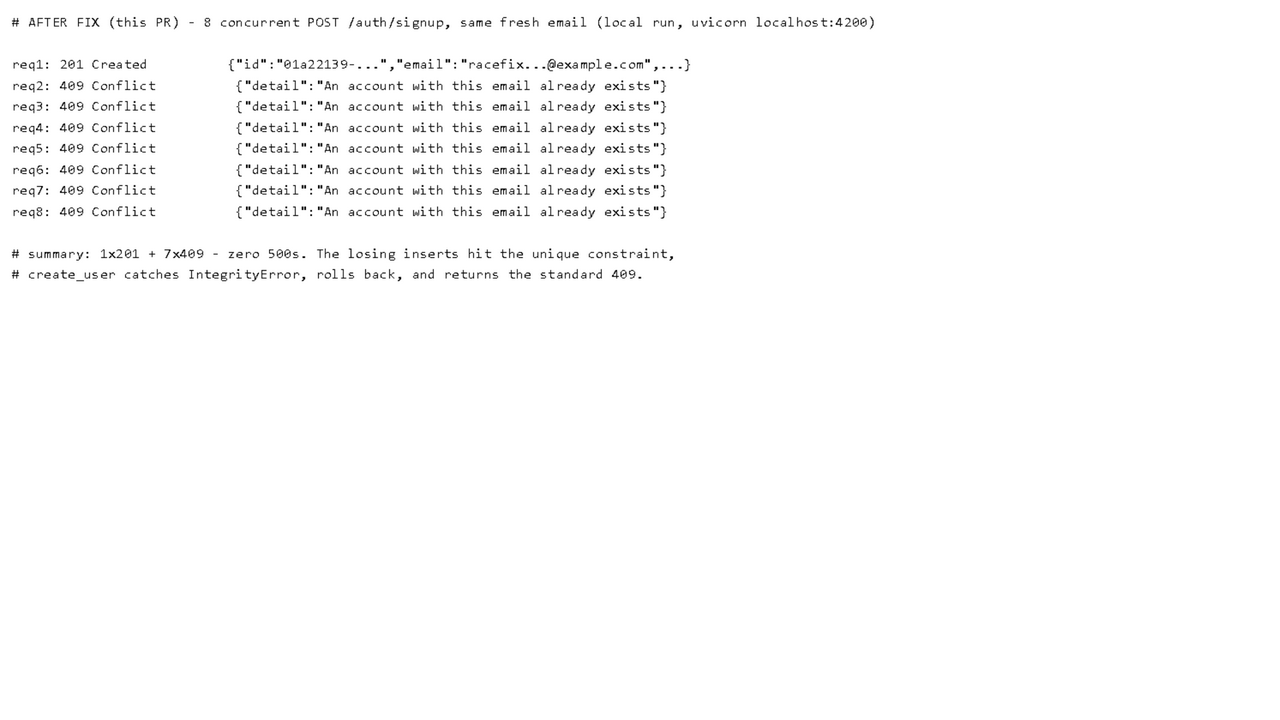 # AFTER FIX (this PR) - 8 concurrent POST /auth/signup, same fresh email (local run, uvicorn localhost:4200)
req1: 201 Created {"id":"01a22139-...","email":"racefix...@example.com",...}
req2: 409 Conflict {"detail":"An account with this email already exists"}
req3: 409 Conflict {"detail":"An account with this email already exists"}
req4: 409 Conflict {"detail":"An account with this email already exists"}
req5: 409 Conflict {"detail":"An account with this email already exists"}
req6: 409 Conflict {"detail":"An account with this email already exists"}
req7: 409 Conflict {"detail":"An account with this email already exists"}
req8: 409 Conflict {"detail":"An account with this email already exists"}
# summary: 1x201 + 7x409 - zero 500s. The losing inserts hit the unique constraint,
# create_user catches IntegrityError, rolls back, and returns the standard 409.